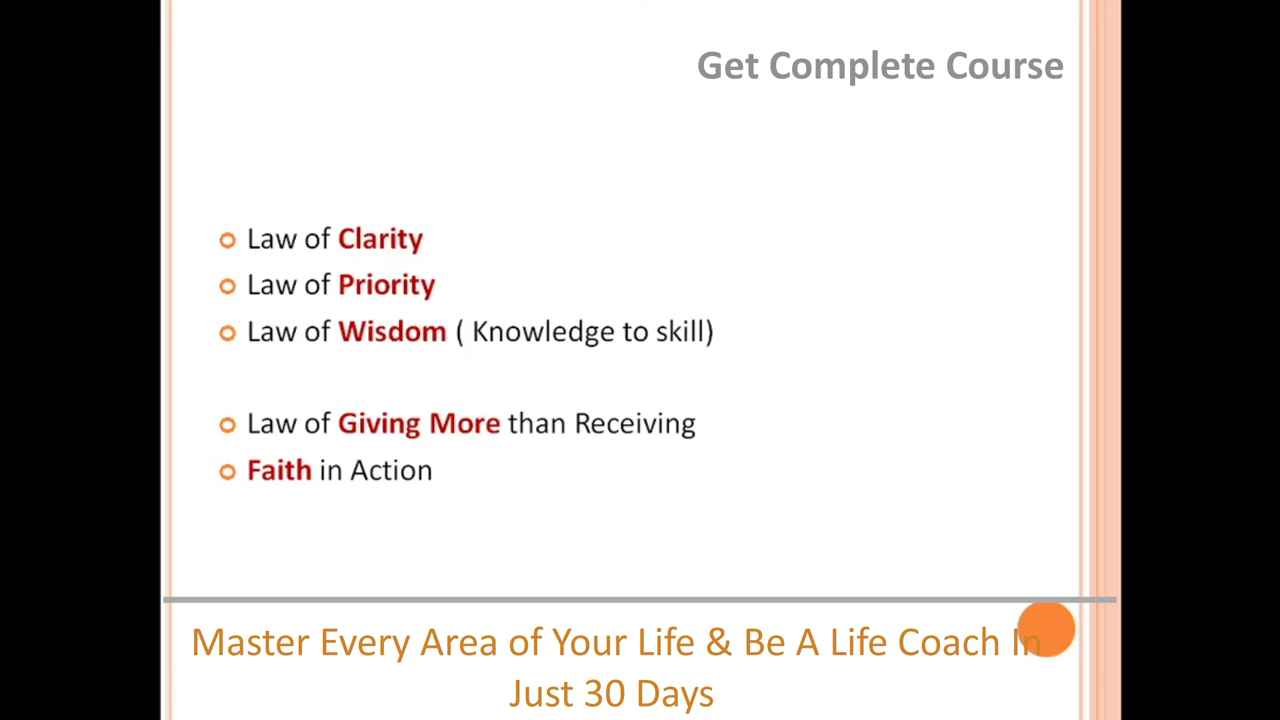 Get Complete Course
Law of Clarity
Law of Priority
Law of Wisdom ( Knowledge to skill)
Law of Giving More than Receiving
Faith in Action
Master Every Area of Your Life & Be A Life Coach In
Just 30 Days